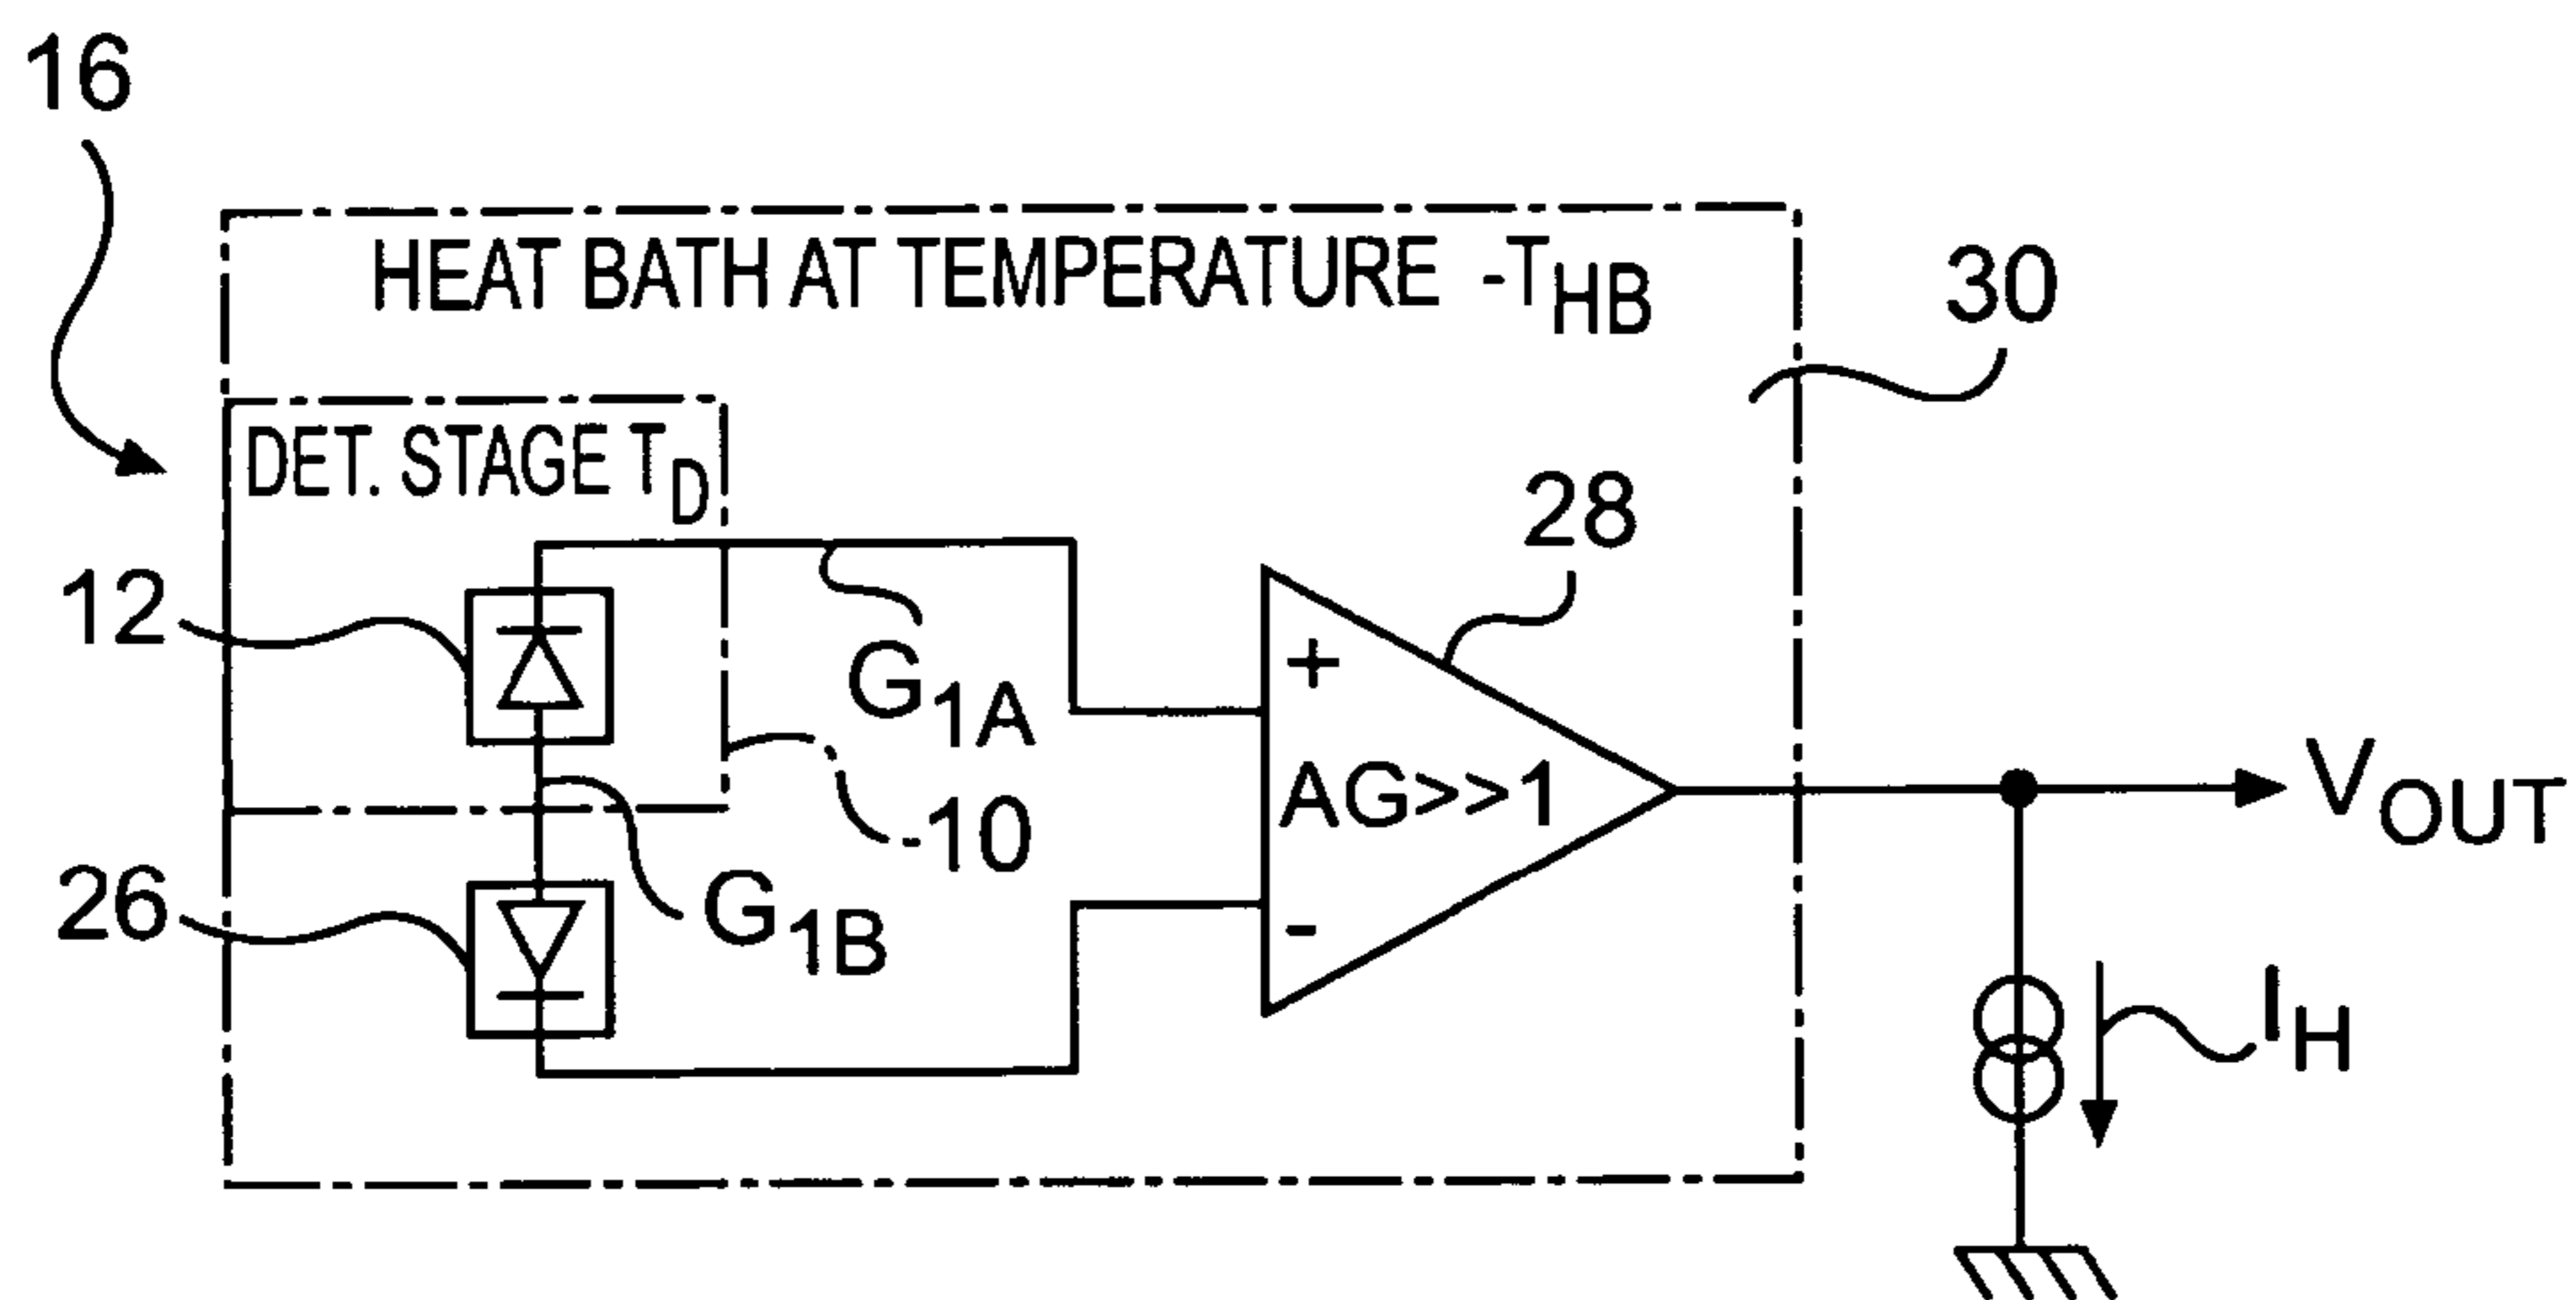 16
HEAT BATH AT TEMPERATURE -THB
30
DET. STAGE TD
28
12
G1A
+
AG>>1
-
VOUT
10
26
G1B
IH